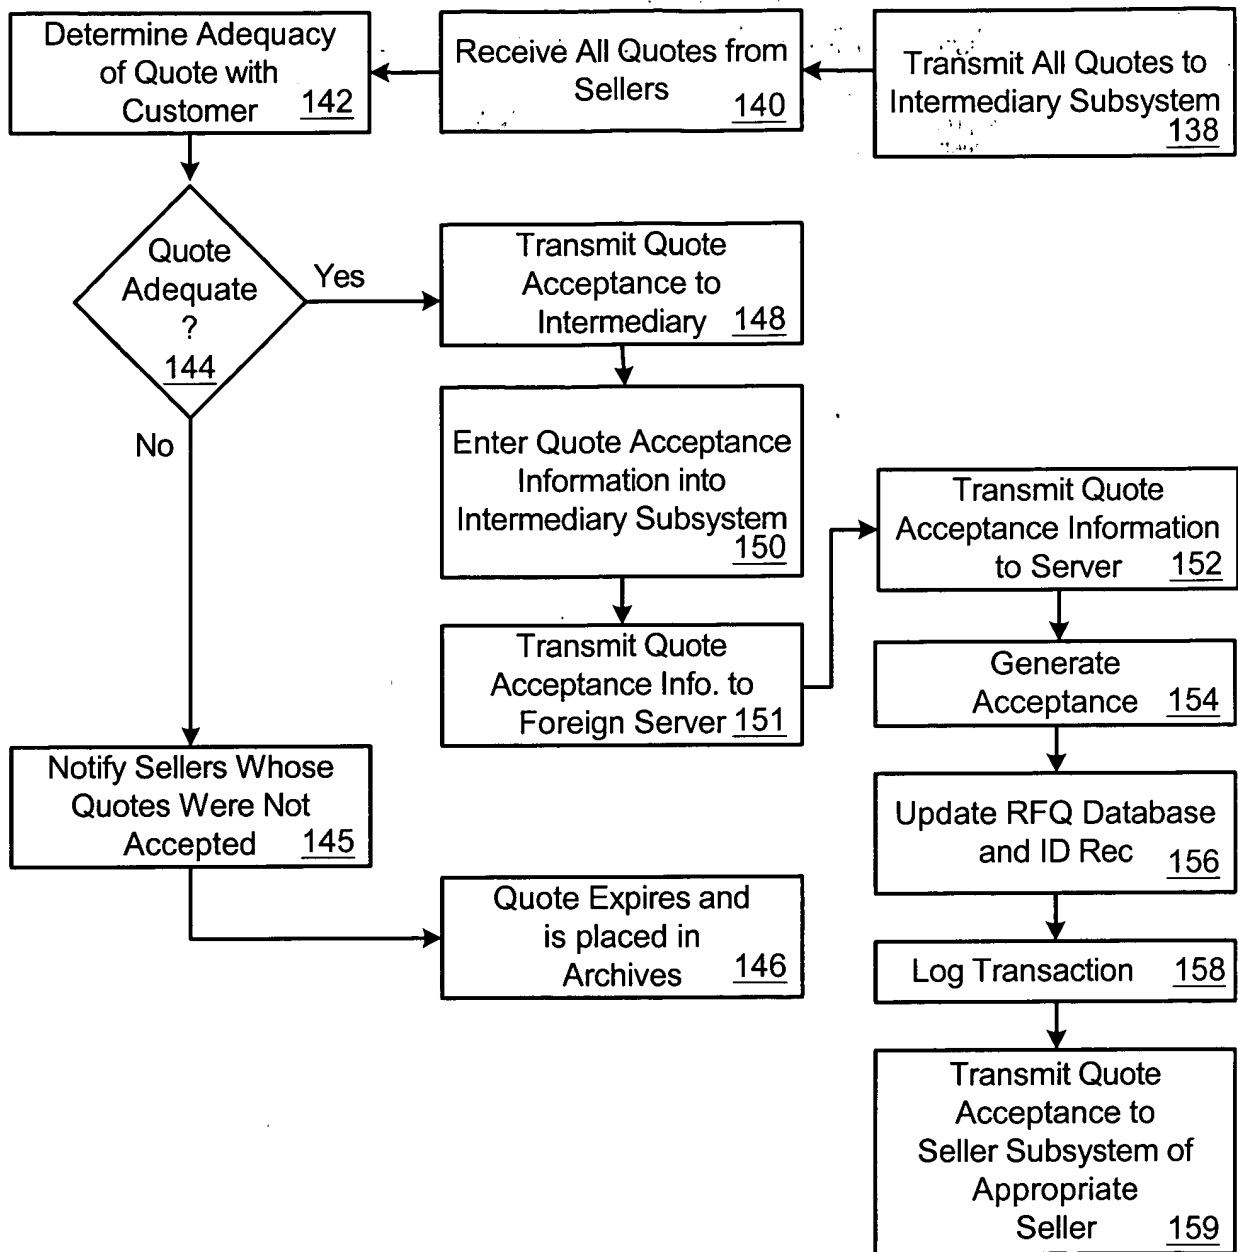 Determine Adequacy
of Quote with
Customer 142
Receive All Quotes from
Sellers
140
Transmit All Quotes to
Intermediary Subsystem
138
Quote
Adequate
?
144
Yes
No
Transmit Quote
Acceptance to
Intermediary 148
Enter Quote Acceptance
Information into
Intermediary Subsystem
150
Transmit Quote
Acceptance Info. to
Foreign Server 151
Transmit Quote
Acceptance Information
to Server 152
Generate
Acceptance 154
Update RFQ Database
and ID Rec 156
Log Transaction 158
Transmit Quote
Acceptance to
Seller Subsystem of
Appropriate
Seller 159
Notify Sellers Whose
Quotes Were Not
Accepted 145
Quote Expires and
is placed in
Archives 146